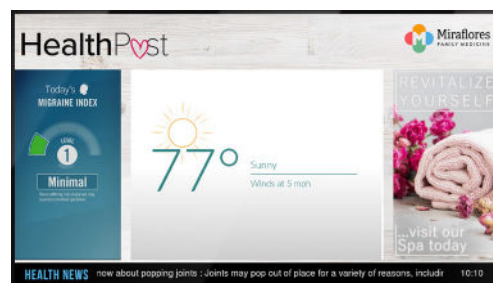 HealthPost
Miraflores
FAMILY MEDICINE
Today's
MIGRAINE INDEX
LEVEL
1
Minimal
77°
Sunny
Winds at 5 mph
REVITALIZE
YOURSELF
...visit our
Spa today
HEALTH NEWS
now about popping joints : Joints may pop out of place for a variety of reasons, includir
10:10